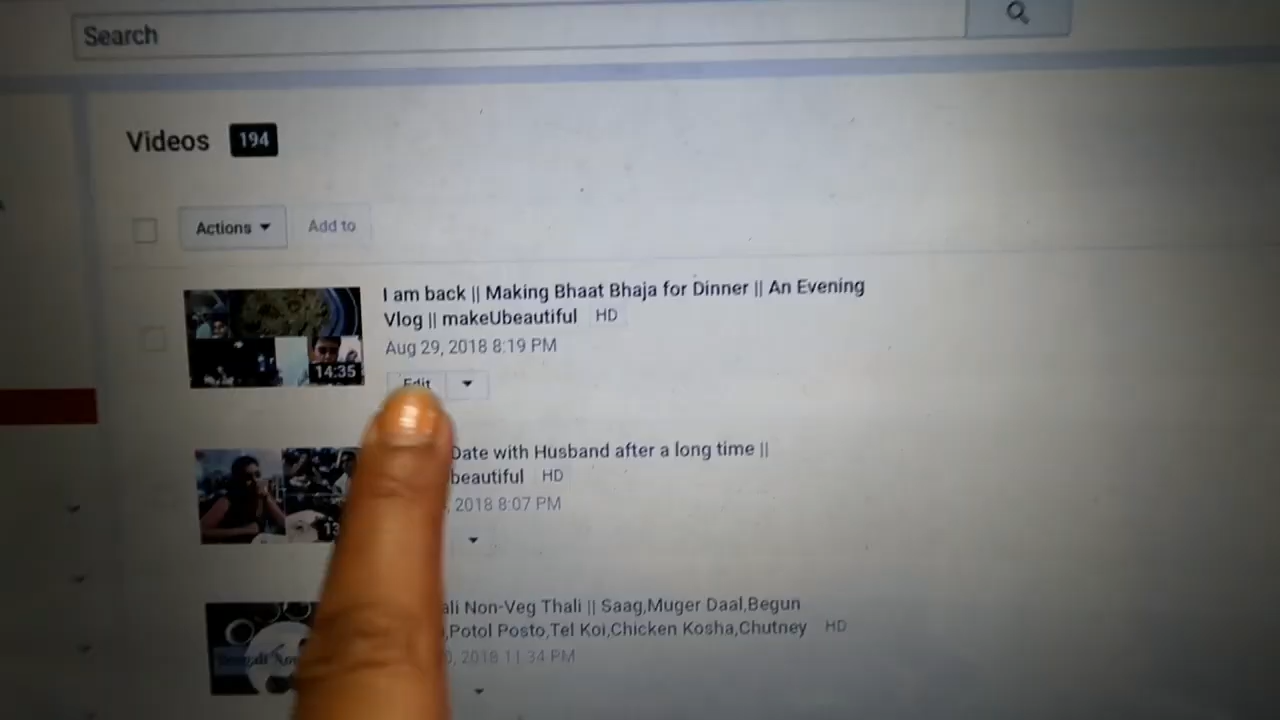 Search
Videos 194
Actions Add to
I am back || Making Bhaat Bhaja for Dinner || An Evening
Vlog || makeUbeautiful HD
Aug 29, 2018 8:19 PM
14:35
Edit
Date with Husband after a long time ||
beautiful HD
, 2018 8:07 PM
13
ali Non-Veg Thali || Saag,Muger Daal,Begun
,Potol Posto,Tel Koi,Chicken Kosha,Chutney HD
0, 2018 11:34 PM